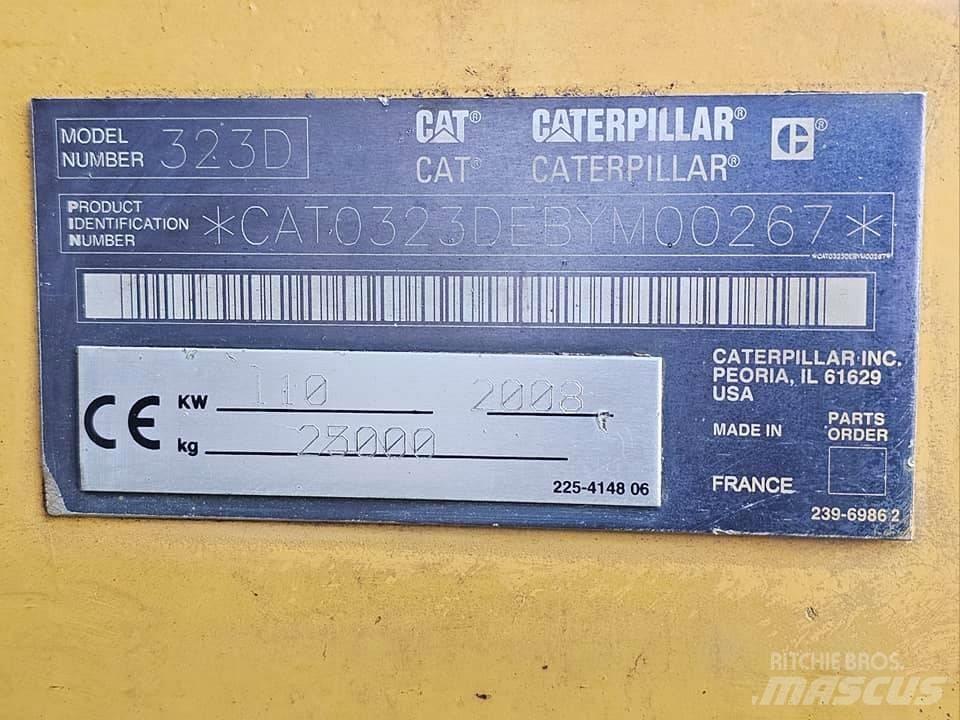 MODEL NUMBER 323D
CAT® CATERPILLAR®
CAT® CATERPILLAR®
C®
PRODUCT IDENTIFICATION NUMBER *CAT0323DEBYM00267*
*CAT0323DEBYM00267*
CE
KW 110 2008
kg 23000
225-4148 06
CATERPILLAR INC.
PEORIA, IL 61629
USA
MADE IN
FRANCE
PARTS
ORDER
239-6986 2
RITCHIE BROS.
MASCUS